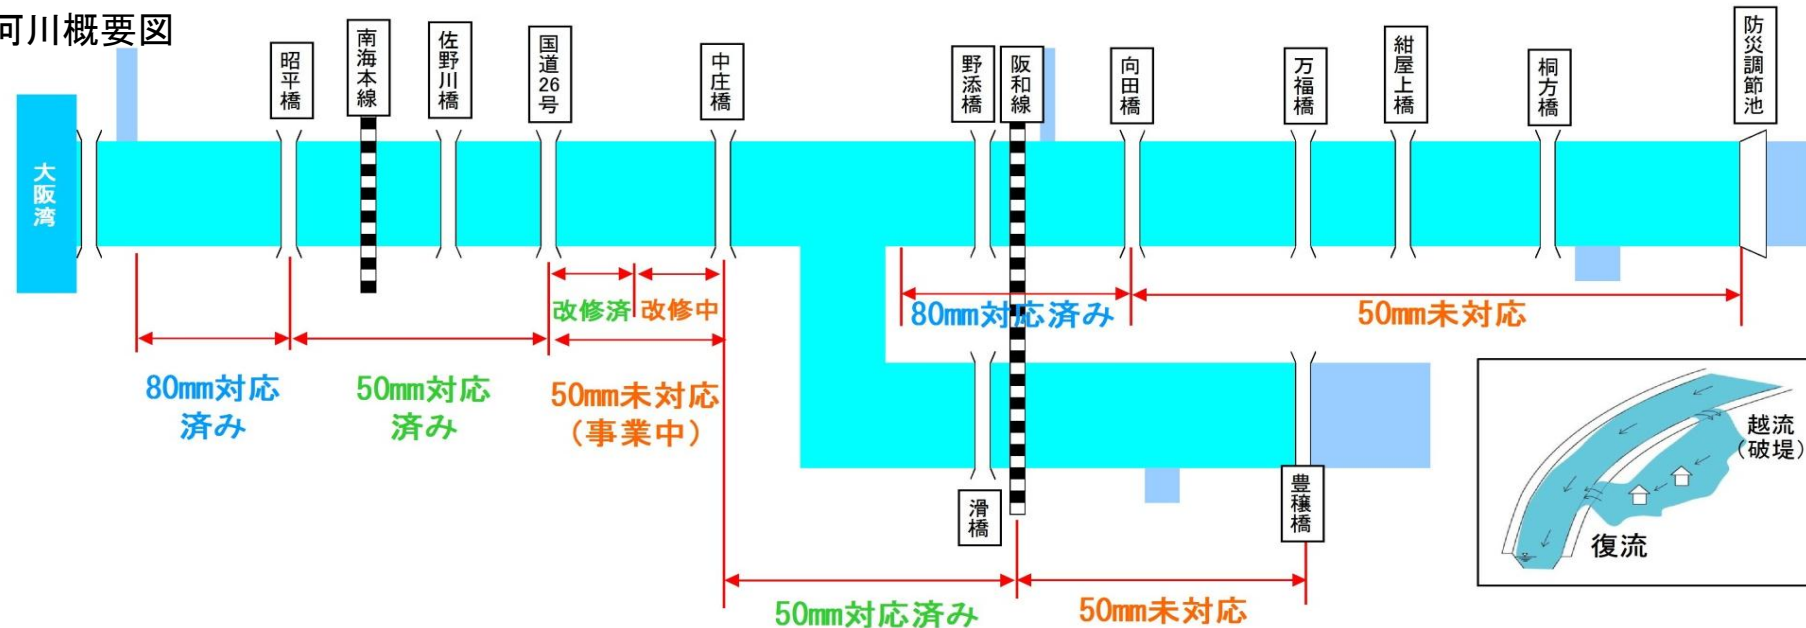 河川概要図
大阪湾
昭平橋
南海本線
佐野川橋
国道26号
中庄橋
野添橋
阪和線
向田橋
万福橋
紺屋上橋
桐方橋
防災調節池
改修済
改修中
80mm対応済み
50mm未対応
80mm対応
済み
50mm対応
済み
50mm未対応
(事業中)
滑橋
豊穣橋
50mm対応済み
50mm未対応
越流
(破堤)
復流